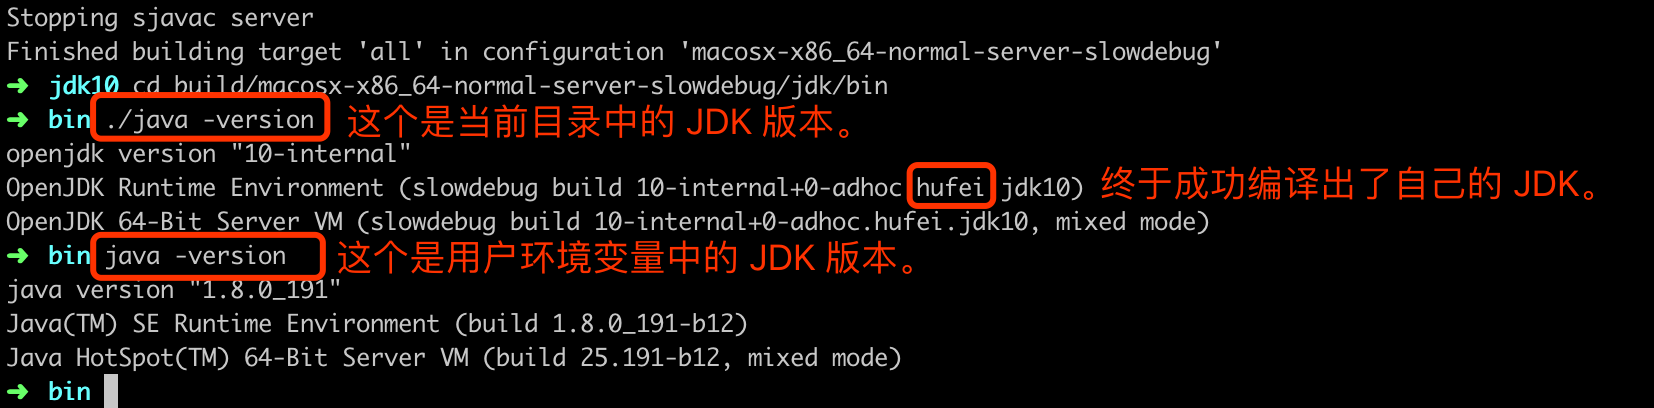 Stopping sjavac server
Finished building target 'all' in configuration 'macosx-x86_64-normal-server-slowdebug'
➜ jdk10 cd build/macosx-x86_64-normal-server-slowdebug/jdk/bin
➜ bin ./java -version 这个是当前目录中的 JDK 版本。
openjdk version "10-internal"
OpenJDK Runtime Environment (slowdebug build 10-internal+0-adhoc hufei jdk10) 终于成功编译出了自己的 JDK。
OpenJDK 64-Bit Server VM (slowdebug build 10-internal+0-adhoc.hufei.jdk10, mixed mode)
➜ bin java -version 这个是用户环境变量中的 JDK 版本。
java version "1.8.0_191"
Java(TM) SE Runtime Environment (build 1.8.0_191-b12)
Java HotSpot(TM) 64-Bit Server VM (build 25.191-b12, mixed mode)
➜ bin